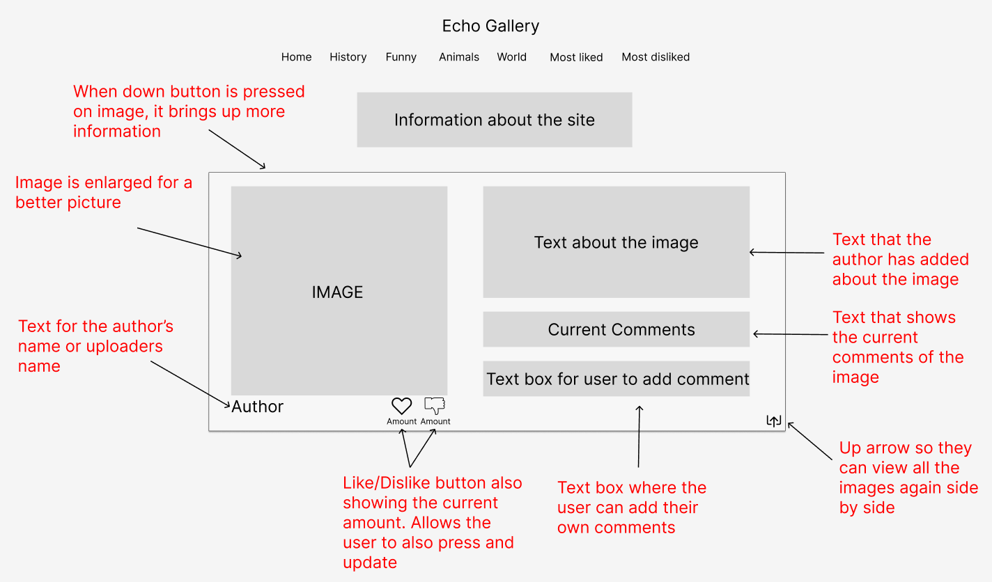 Echo Gallery
Home History Funny Animals World Most liked Most disliked
When down button is pressed
on image, it brings up more
information
Information about the site
Image is enlarged for a
better picture
IMAGE
Text about the image
Text that the
author has added
about the image
Current Comments
Text that shows
the current
comments of the
image
Text for the author's
name or uploaders
name
Text box for user to add comment
Author
Amount Amount
Like/Dislike button also
showing the current
amount. Allows the
user to also press and
update
Text box where the
user can add their
own comments
Up arrow so they
can view all the
images again side
by side